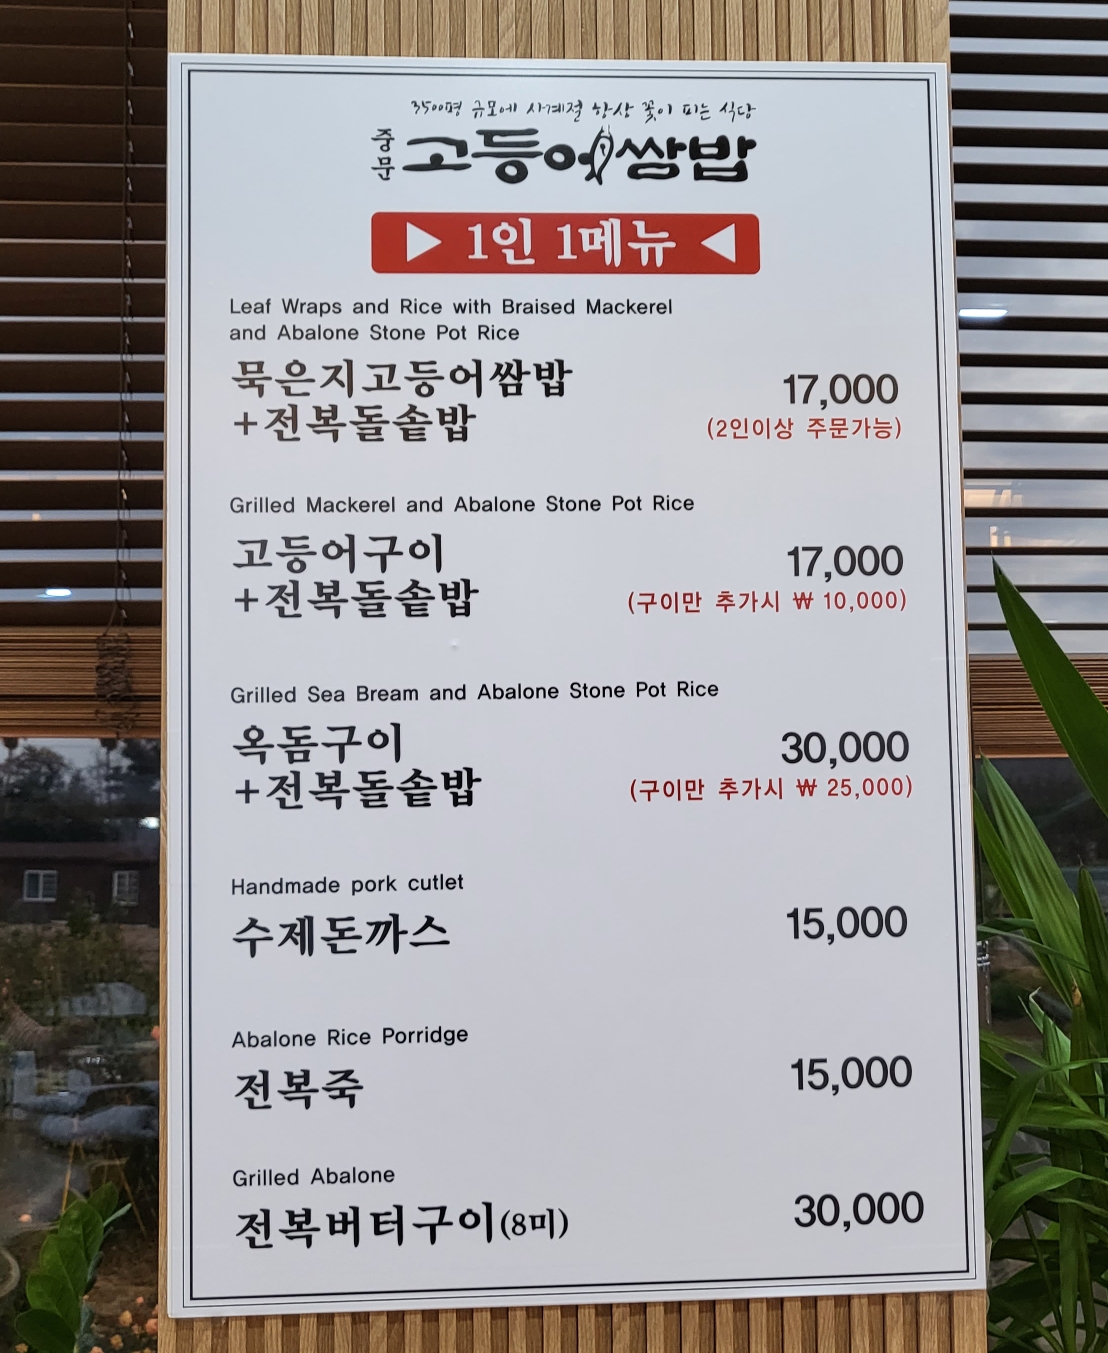 3500평 규모에 사계절 항상 꽃이 피는 식당
중문 고등어쌈밥
▶ 1인 1메뉴 ◀
Leaf Wraps and Rice with Braised Mackerel
and Abalone Stone Pot Rice
묵은지고등어쌈밥
+전복돌솥밥 17,000
(2인이상 주문가능)
Grilled Mackerel and Abalone Stone Pot Rice
고등어구이
+전복돌솥밥 17,000
(구이만 추가시 ₩ 10,000)
Grilled Sea Bream and Abalone Stone Pot Rice
옥돔구이
+전복돌솥밥 30,000
(구이만 추가시 ₩ 25,000)
Handmade pork cutlet
수제돈까스 15,000
Abalone Rice Porridge
전복죽 15,000
Grilled Abalone
전복버터구이(8미) 30,000